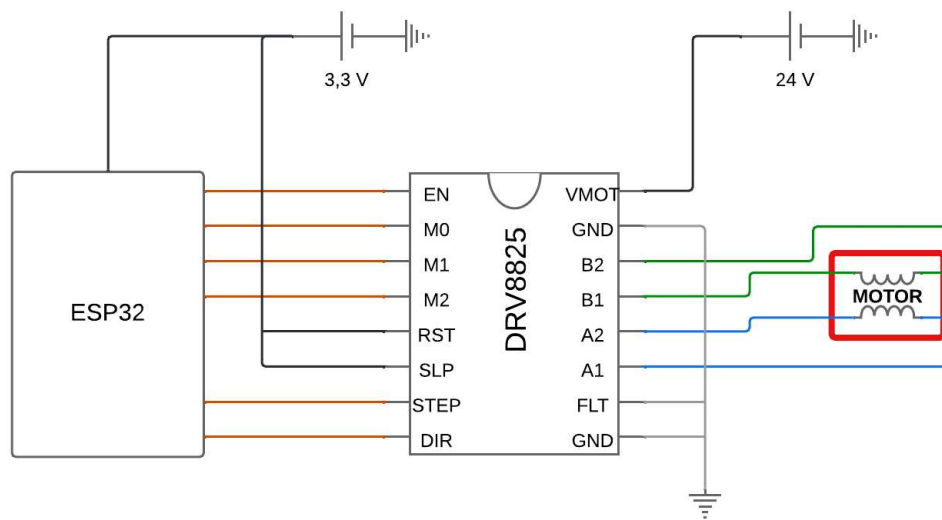 3,3 V
24 V
ESP32
DRV8825
EN
M0
M1
M2
RST
SLP
STEP
DIR
VMOT
GND
B2
B1
A2
A1
FLT
GND
MOTOR